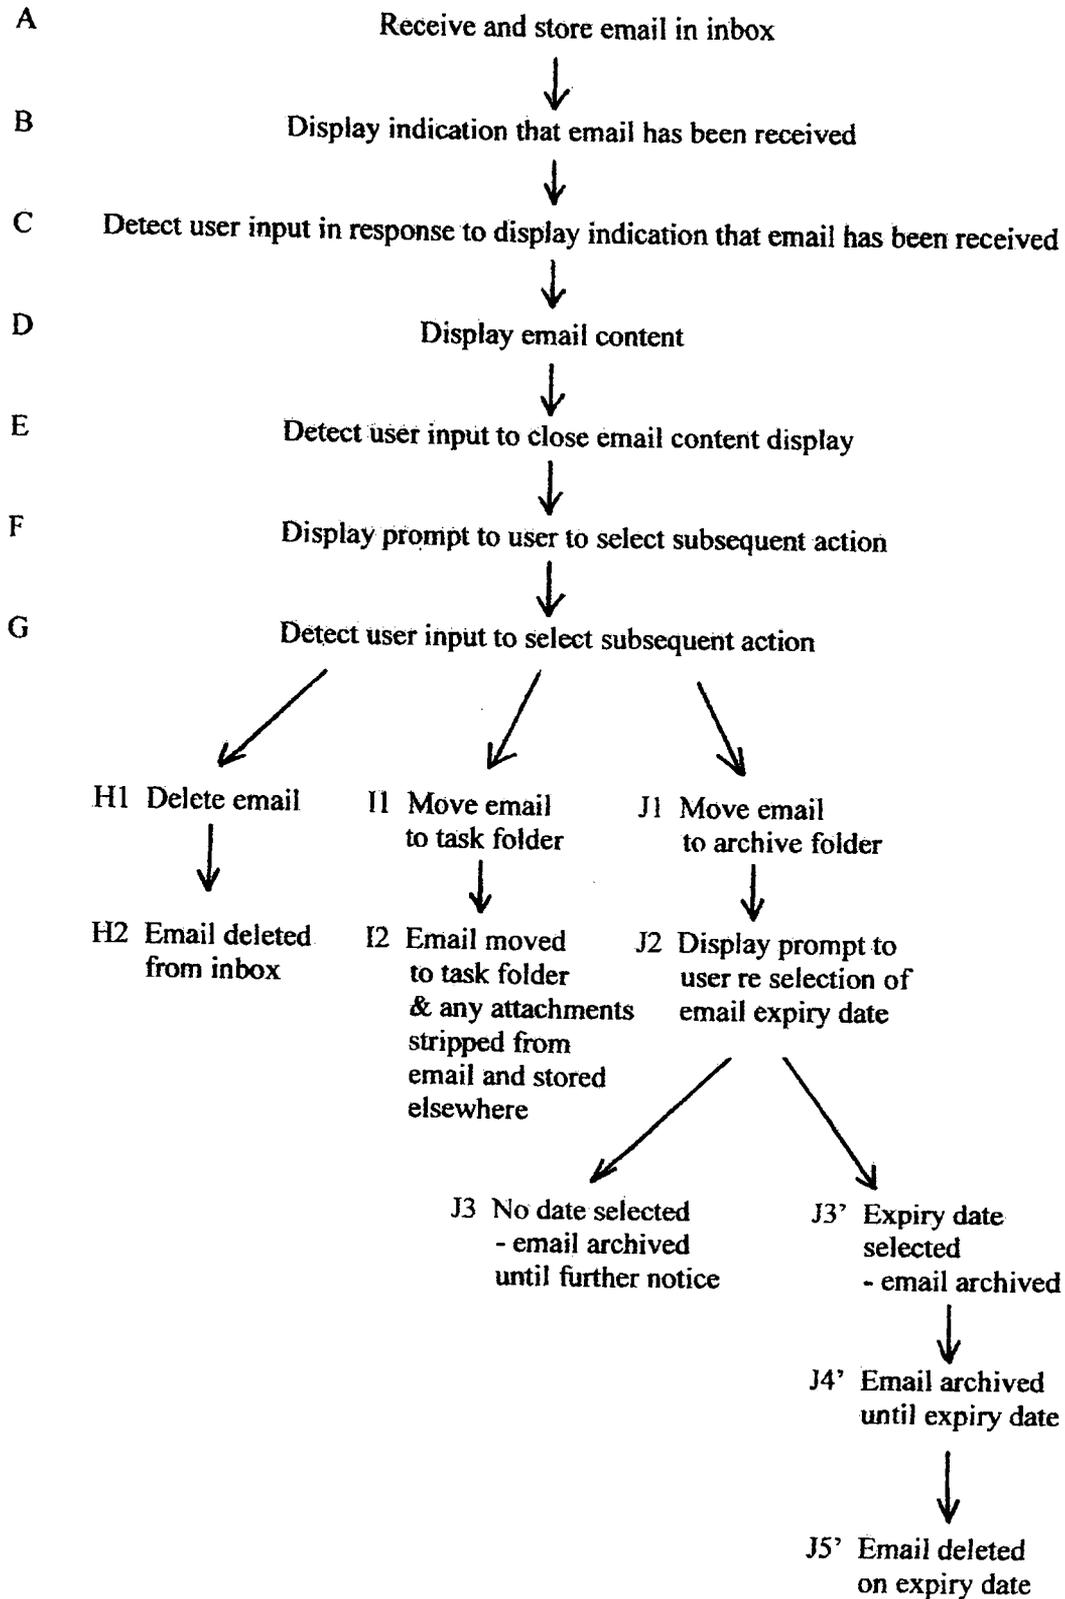 A Receive and store email in inbox
B Display indication that email has been received
C Detect user input in response to display indication that email has been received
D Display email content
E Detect user input to close email content display
F Display prompt to user to select subsequent action
G Detect user input to select subsequent action
H1 Delete email
I1 Move email
to task folder
J1 Move email
to archive folder
H2 Email deleted
from inbox
I2 Email moved
to task folder
& any attachments
stripped from
email and stored
elsewhere
J2 Display prompt to
user re selection of
email expiry date
J3 No date selected
- email archived
until further notice
J3' Expiry date
selected
- email archived
J4' Email archived
until expiry date
J5' Email deleted
on expiry date